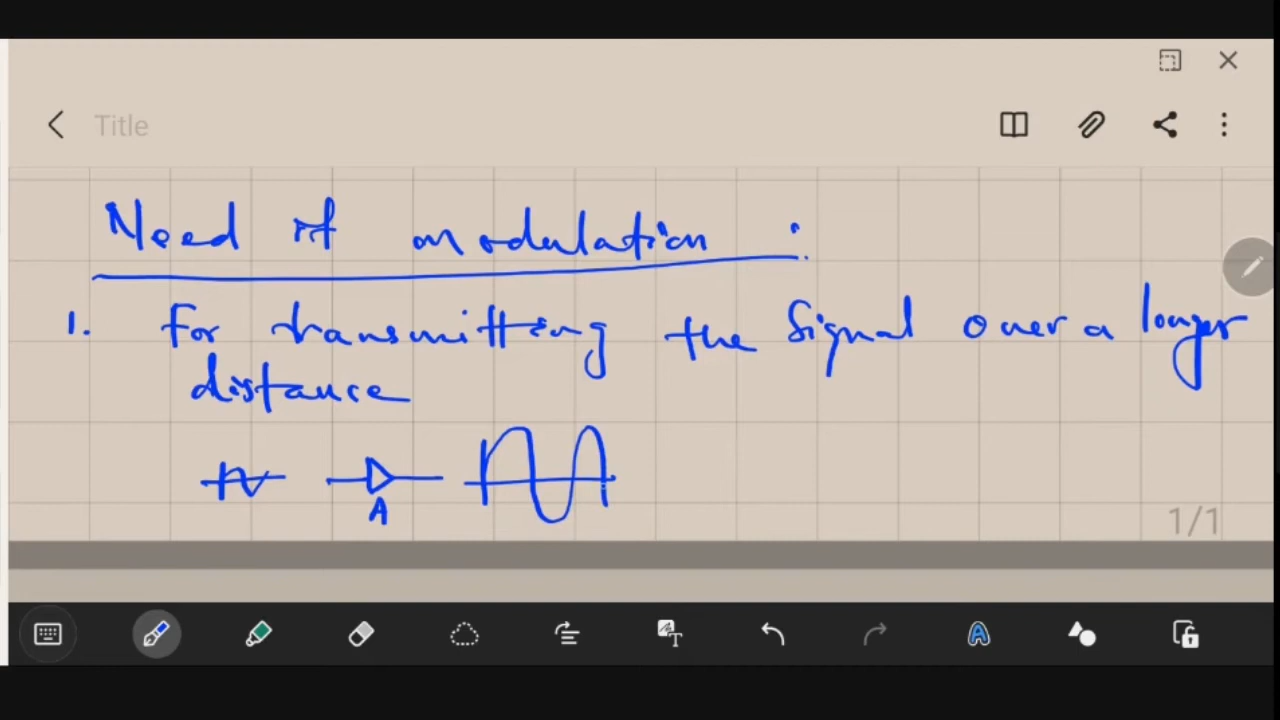 Title
Need of modulation :
1. For transmitting the Signal over a longer
distance
A
1/1